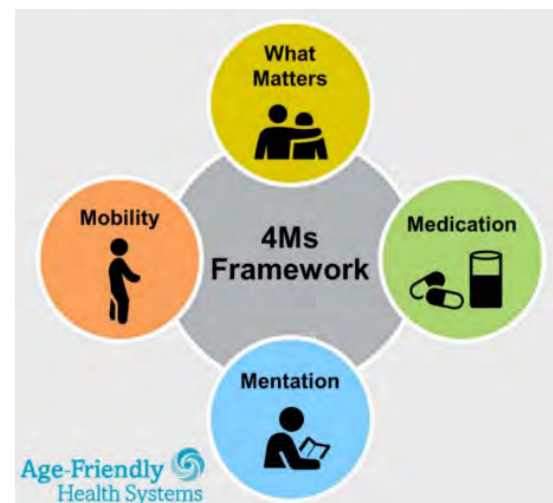 What
Matters
Mobility
4Ms
Framework
Medication
Mentation
Age-Friendly
Health Systems